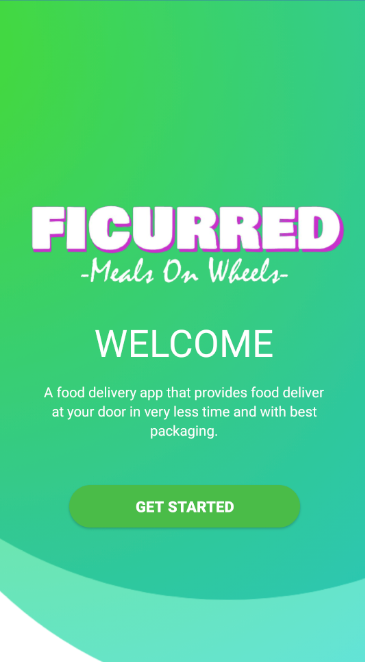 FICURRED
-Meals On Wheels-
WELCOME
A food delivery app that provides food deliver
at your door in very less time and with best
packaging.
GET STARTED